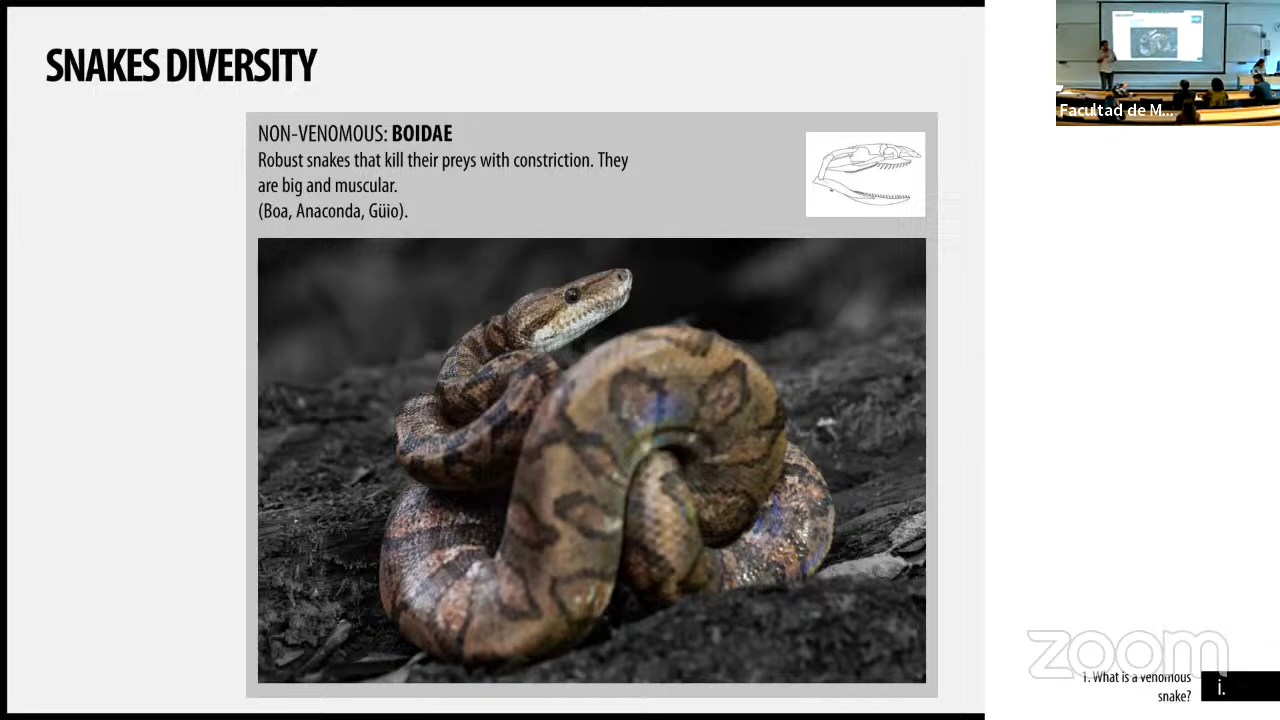 SNAKES DIVERSITY
NON-VENOMOUS: BOIDAE
Robust snakes that kill their preys with constriction. They
are big and muscular.
(Boa, Anaconda, Güio).
Facultad de M...
zoom
1. What is a venomous
snake?
i.